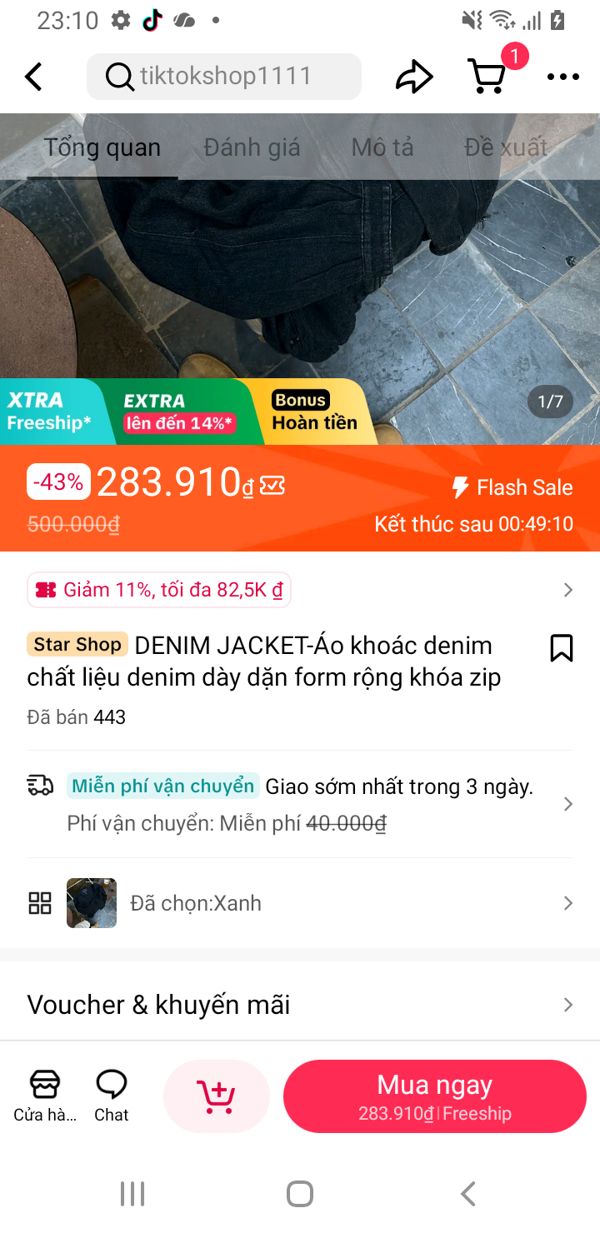 23:10
tiktokshop1111
1
Tổng quan Đánh giá Mô tả Đề xuất
XTRA
Freeship*
EXTRA
lên đến 14%*
Bonus
Hoàn tiền
1/7
-43% 283.910₫
500.000₫
Flash Sale
Kết thúc sau 00:49:10
Giảm 11%, tối đa 82,5K ₫
Star Shop DENIM JACKET-Áo khoác denim
chất liệu denim dày dặn form rộng khóa zip
Đã bán 443
Miễn phí vận chuyển Giao sớm nhất trong 3 ngày.
Phí vận chuyển: Miễn phí 40.000₫
Đã chọn:Xanh
Voucher & khuyến mãi
Cửa hà...
Chat
Mua ngay
283.910₫|Freeship